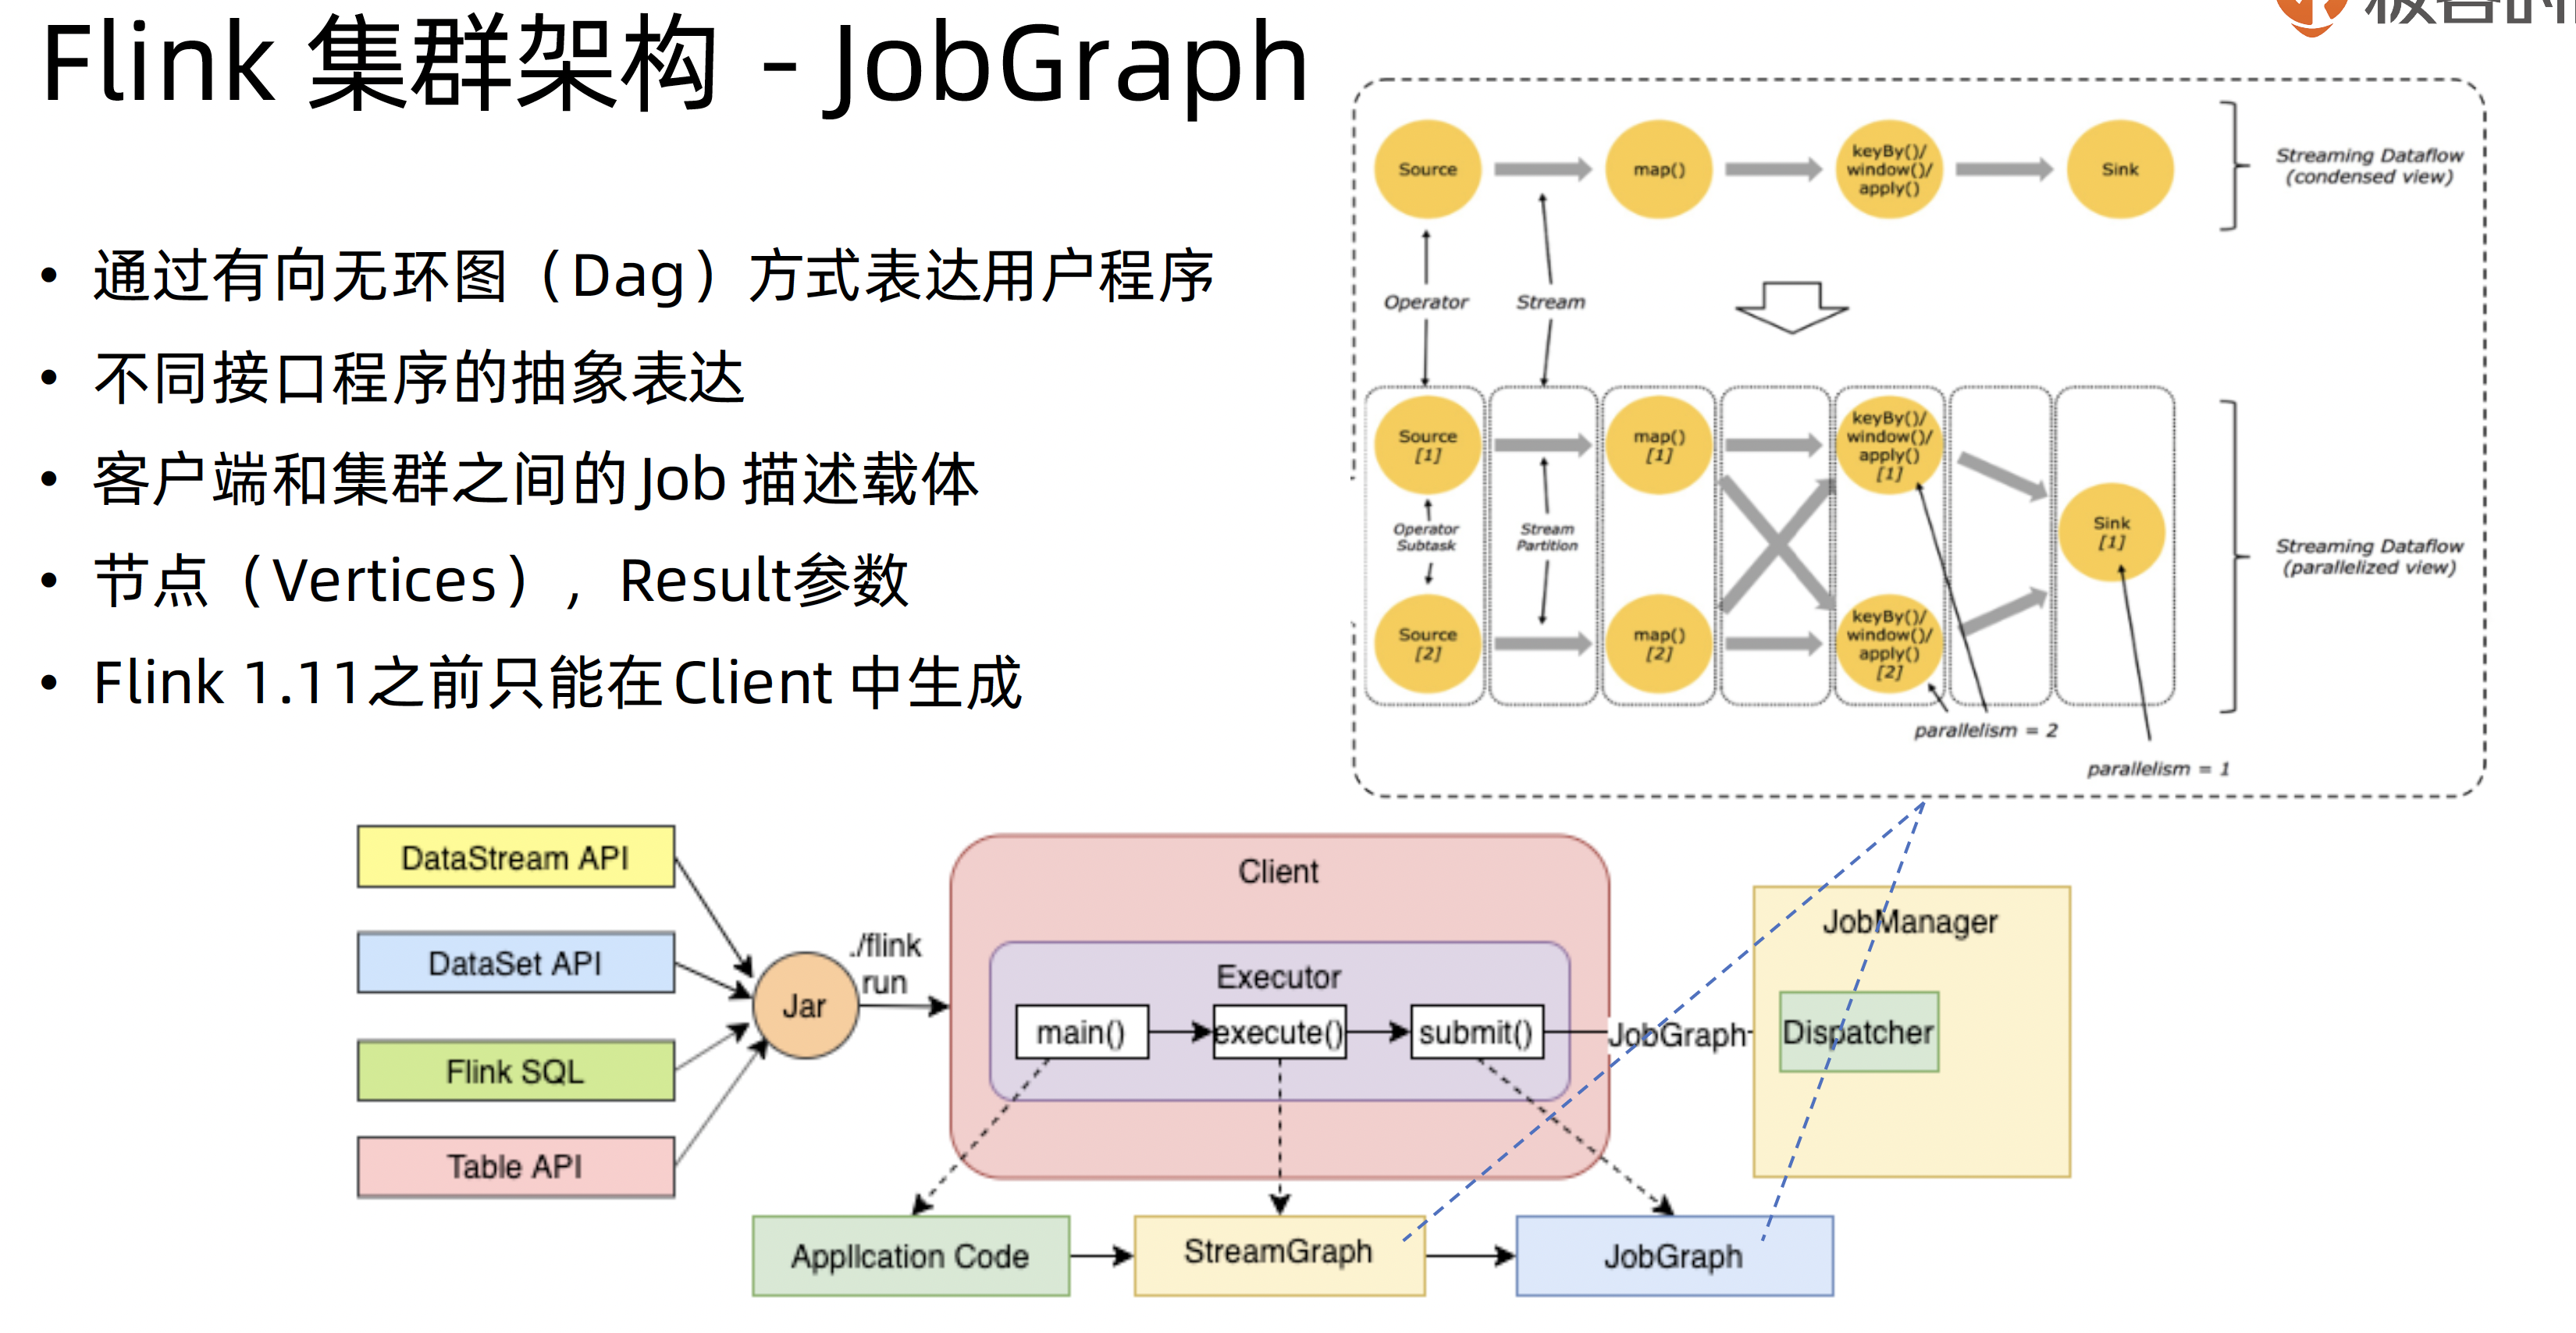 Flink 集群架构 - JobGraph
• 通过有向无环图（Dag）方式表达用户程序
• 不同接口程序的抽象表达
• 客户端和集群之间的Job 描述载体
• 节点（Vertices），Result参数
• Flink 1.11之前只能在Client 中生成
Source
map()
keyBy()/
window()/
apply()
Sink
Streaming Dataflow
(condensed view)
Operator
Stream
Source
[1]
map()
[1]
keyBy()/
window()/
apply()
[1]
Operator
Subtask
Stream
Partition
Sink
[1]
Streaming Dataflow
(parallelized view)
Source
[2]
map()
[2]
keyBy()/
window()/
apply()
[2]
parallelism = 2
parallelism = 1
DataStream API
DataSet API
Flink SQL
Table API
Jar
./flink
run
Client
Executor
main()
execute()
submit()
JobGraph
JobManager
Dispatcher
Application Code
StreamGraph
JobGraph